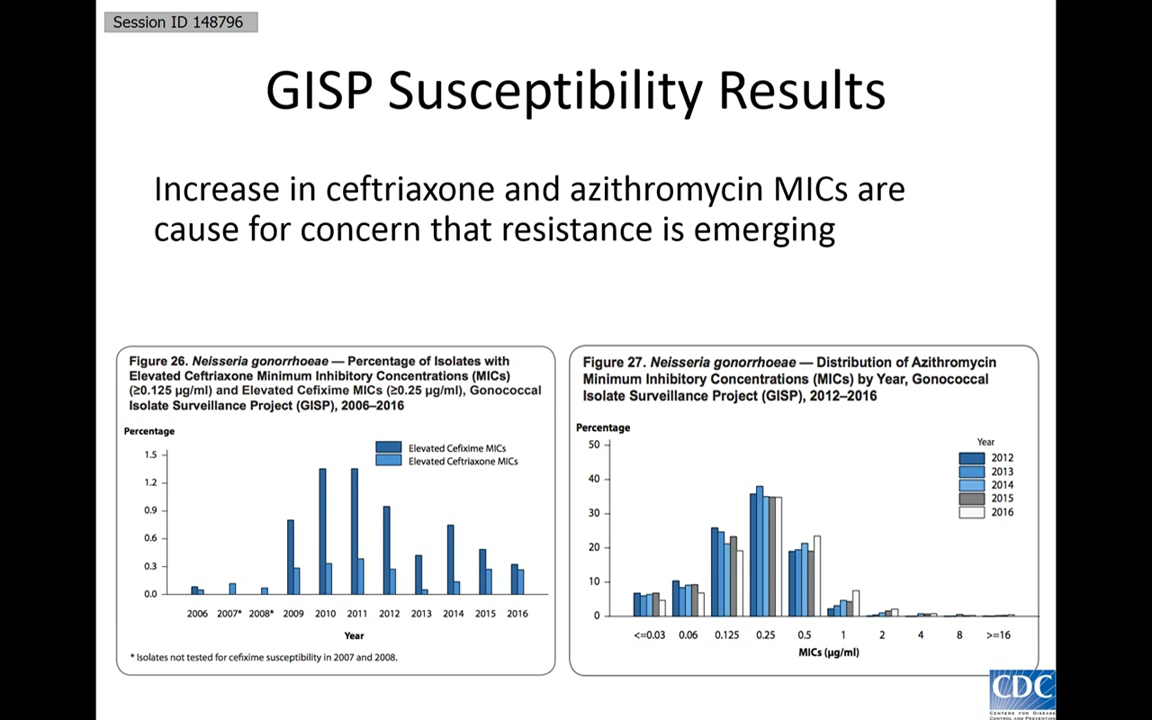 Session ID 148796
GISP Susceptibility Results
Increase in ceftriaxone and azithromycin MICs are
cause for concern that resistance is emerging
Figure 26. Neisseria gonorrhoeae — Percentage of Isolates with
Elevated Ceftriaxone Minimum Inhibitory Concentrations (MICs)
(≥0.125 µg/ml) and Elevated Cefixime MICs (≥0.25 µg/ml), Gonococcal
Isolate Surveillance Project (GISP), 2006–2016
Percentage
Elevated Cefixime MICs
Elevated Ceftriaxone MICs
1.5
1.2
0.9
0.6
0.3
0.0
2006 2007* 2008* 2009 2010 2011 2012 2013 2014 2015 2016
Year
* Isolates not tested for cefixime susceptibility in 2007 and 2008.
Figure 27. Neisseria gonorrhoeae — Distribution of Azithromycin
Minimum Inhibitory Concentrations (MICs) by Year, Gonococcal
Isolate Surveillance Project (GISP), 2012–2016
Percentage
50
40
30
20
10
0
Year
2012
2013
2014
2015
2016
<=0.03 0.06 0.125 0.25 0.5 1 2 4 8 >=16
MICs (µg/ml)
CDC
CENTERS FOR DISEASE
CONTROL AND PREVENTION